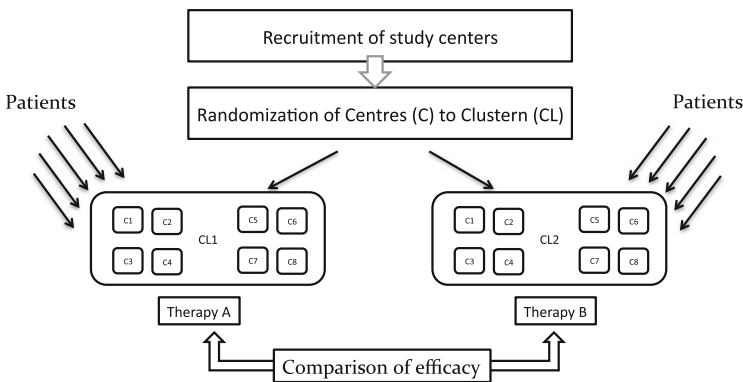 Recruitment of study centers
Randomization of Centres (C) to Clustern (CL)
Patients
Patients
C1 C2 C5 C6
CL1
C3 C4 C7 C8
C1 C2 C5 C6
CL2
C3 C4 C7 C8
Therapy A
Therapy B
Comparison of efficacy